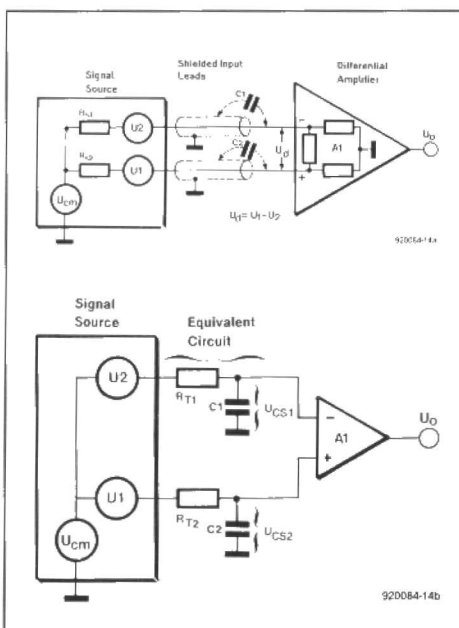 Signal
Source
Shielded Input
Leads
Differential
Amplifier
C1
U2
C2
U1
Ucm
Ud
A1
Uo
Ud= U1-U2
920084-14a
Signal
Source
Equivalent
Circuit
U2
RT1
C1
UCS1
A1
Uo
U1
RT2
C2
UCS2
Ucm
920084-14b